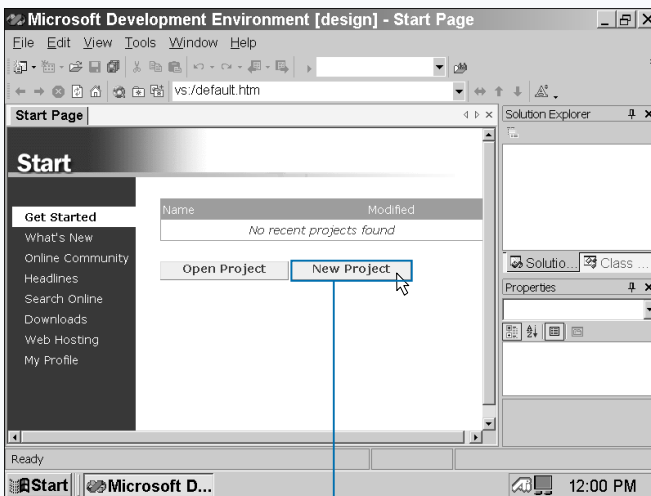 Microsoft Development Environment [design] - Start Page
File Edit View Tools Window Help
vs:/default.htm
Start Page
Solution Explorer
Start
Get Started
What's New
Online Community
Headlines
Search Online
Downloads
Web Hosting
My Profile
Name Modified
No recent projects found
Open Project New Project
Solutio... Class ...
Properties
Ready
Start Microsoft D... 12:00 PM